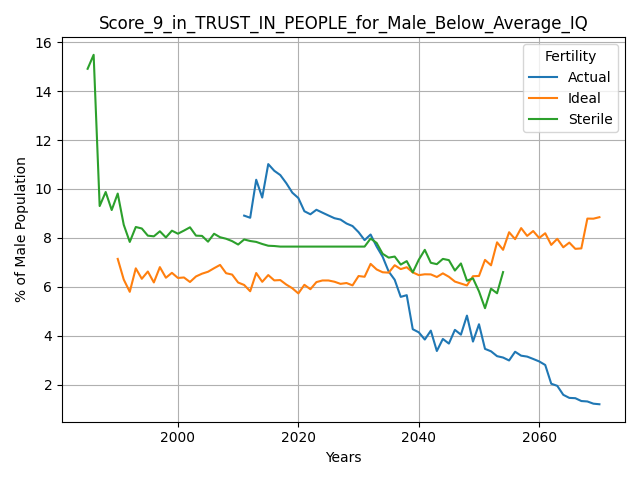 Score_9_in_TRUST_IN_PEOPLE_for_Male_Below_Average_IQ
16
14
12
10
8
6
4
2
% of Male Population
Fertility
Actual
Ideal
Sterile
2000 2020 2040 2060
Years